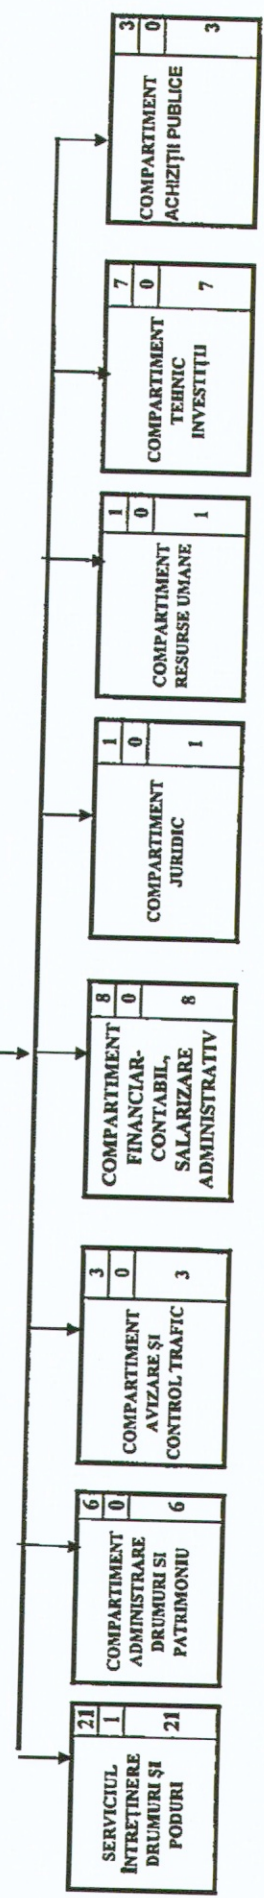 SERVICIUL
ÎNTREȚINERE
DRUMURI ȘI
PODURI
21
1
21
COMPARTIMENT
ADMINISTRARE
DRUMURI SI
PATRIMONIU
6
0
6
COMPARTIMENT
AVIZARE ȘI
CONTROL TRAFIC
3
0
3
COMPARTIMENT
FINANCIAR-
CONTABIL,
SALARIZARE
ADMINISTRATIV
8
0
8
COMPARTIMENT
JURIDIC
1
0
1
COMPARTIMENT
RESURSE UMANE
1
0
1
COMPARTIMENT
TEHNIC
INVESTIȚII
7
0
7
COMPARTIMENT
ACHIZIȚII PUBLICE
3
0
3